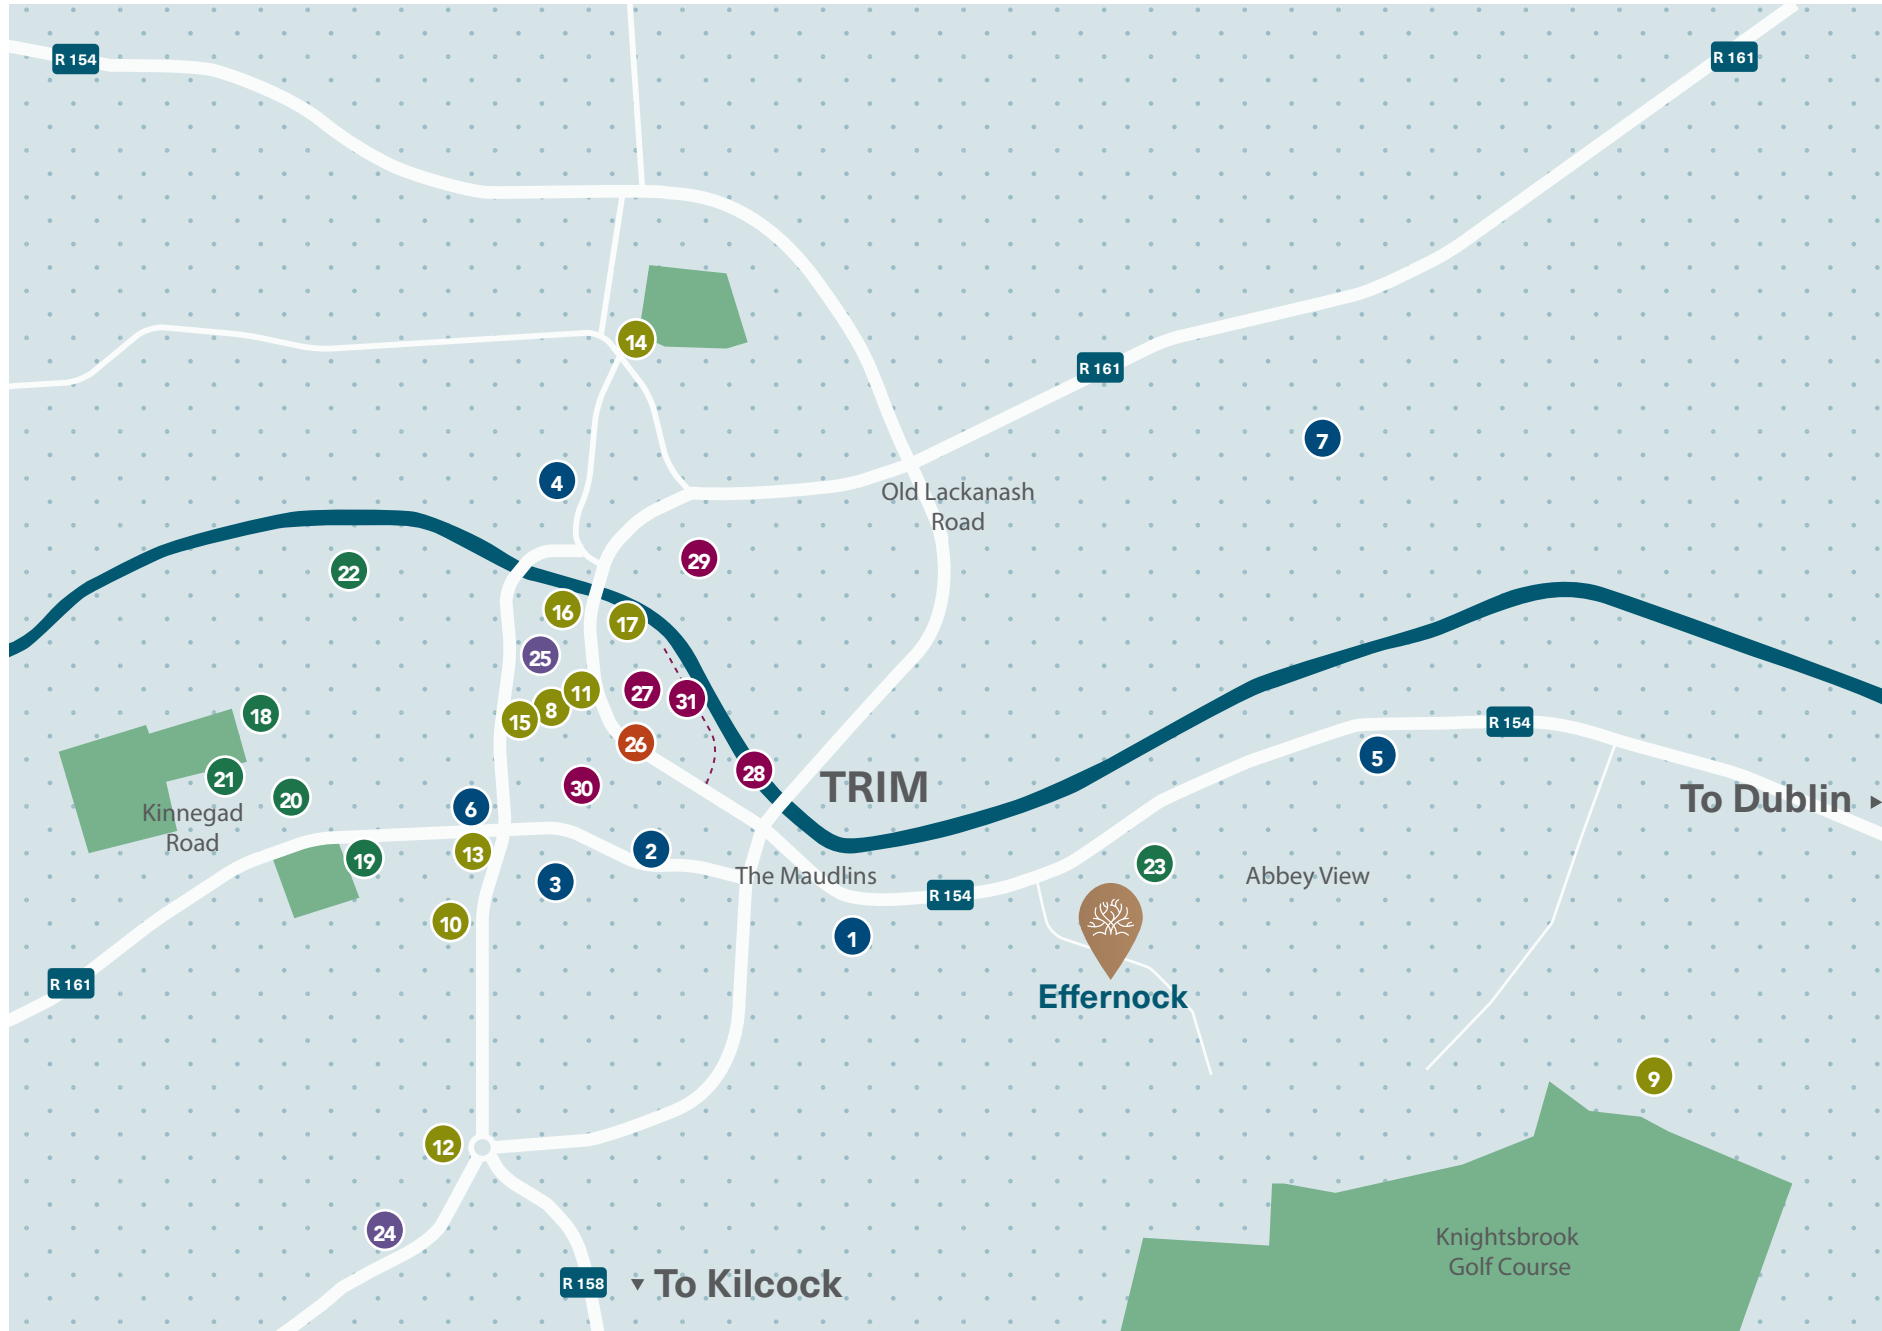 R 161
R 154
14
R 161
7
4
Old Lackanash
Road
29
22
16
17
25
27
11
31
8
15
18
R 154
26
5
28
21
TRIM
30
20
To Dublin
6
Kinnegad
Road
2
13
19
23
3
The Maudlins
Abbey View
R 154
10
1
R 161
Effernock
9
12
24
Knightsbrook
Golf Course
R 158
To Kilcock